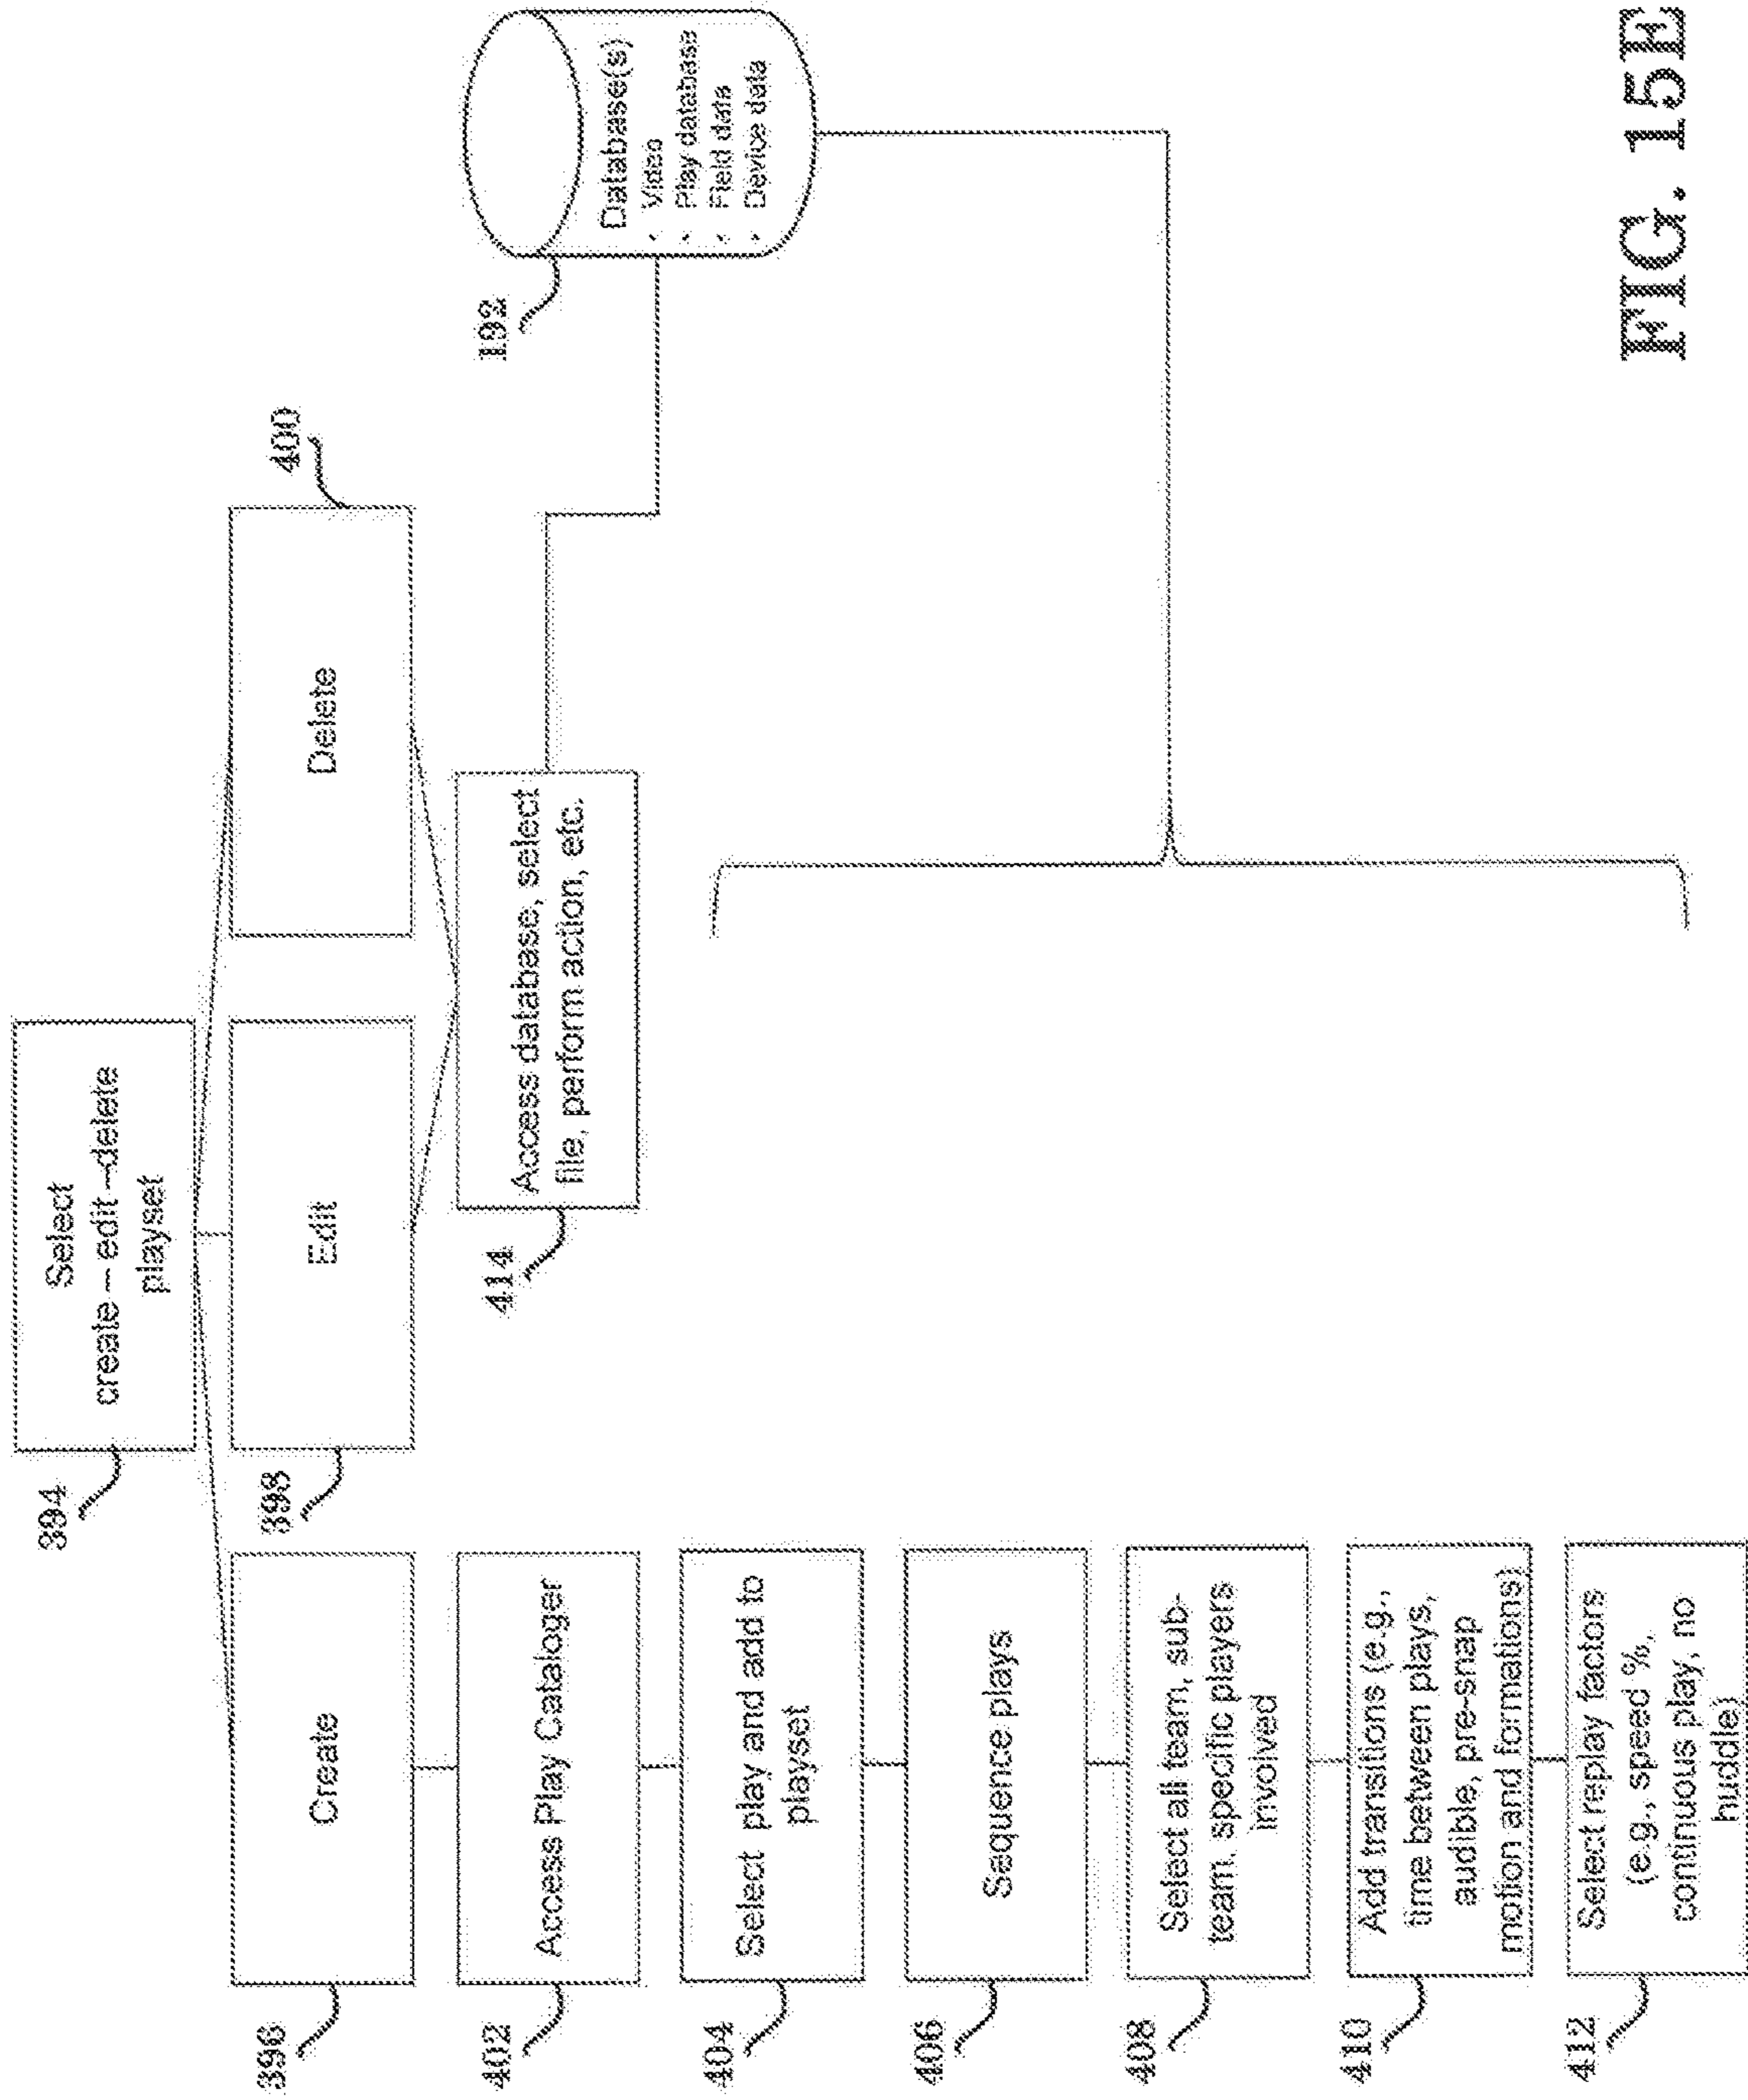 394
Select
create – edit –delete
playset
396
Create
398
Edit
Delete
400
402
Access Play Cataloger
414
Access database, select
file, perform action, etc.
192
Database(s)
• Video
• Play database
• Field data
• Device data
404
Select play and add to
playset
406
Sequence plays
408
Select all team, sub-
team, specific players
involved
410
Add transitions (e.g.,
time between plays,
audible, pre-snap
motion and formations)
412
Select replay factors
(e.g., speed %,
continuous play, no
huddle)
FIG. 15E